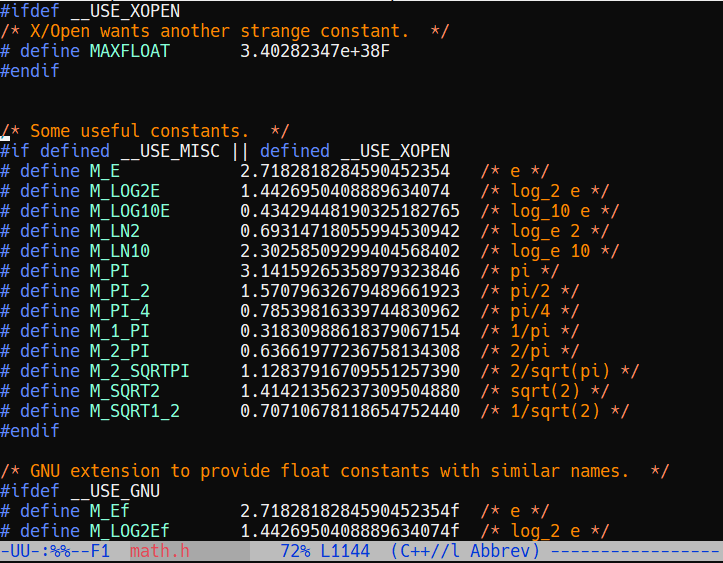 #ifdef __USE_XOPEN
/* X/Open wants another strange constant.  */
# define MAXFLOAT       3.40282347e+38F
#endif
/* Some useful constants.  */
#if defined __USE_MISC || defined __USE_XOPEN
# define M_E            2.7182818284590452354   /* e */
# define M_LOG2E        1.4426950408889634074   /* log_2 e */
# define M_LOG10E       0.43429448190325182765  /* log_10 e */
# define M_LN2          0.69314718055994530942  /* log_e 2 */
# define M_LN10         2.30258509299404568402  /* log_e 10 */
# define M_PI           3.14159265358979323846  /* pi */
# define M_PI_2         1.57079632679489661923  /* pi/2 */
# define M_PI_4         0.78539816339744830962  /* pi/4 */
# define M_1_PI         0.31830988618379067154  /* 1/pi */
# define M_2_PI         0.63661977236758134308  /* 2/pi */
# define M_2_SQRTPI     1.12837916709551257390  /* 2/sqrt(pi) */
# define M_SQRT2        1.41421356237309504880  /* sqrt(2) */
# define M_SQRT1_2      0.70710678118654752440  /* 1/sqrt(2) */
#endif
/* GNU extension to provide float constants with similar names.  */
#ifdef __USE_GNU
# define M_Ef           2.7182818284590452354f  /* e */
# define M_LOG2Ef       1.4426950408889634074f  /* log_2 e */
-UU-:%%--F1  math.h         72% L1144  (C++//l Abbrev) -----------------